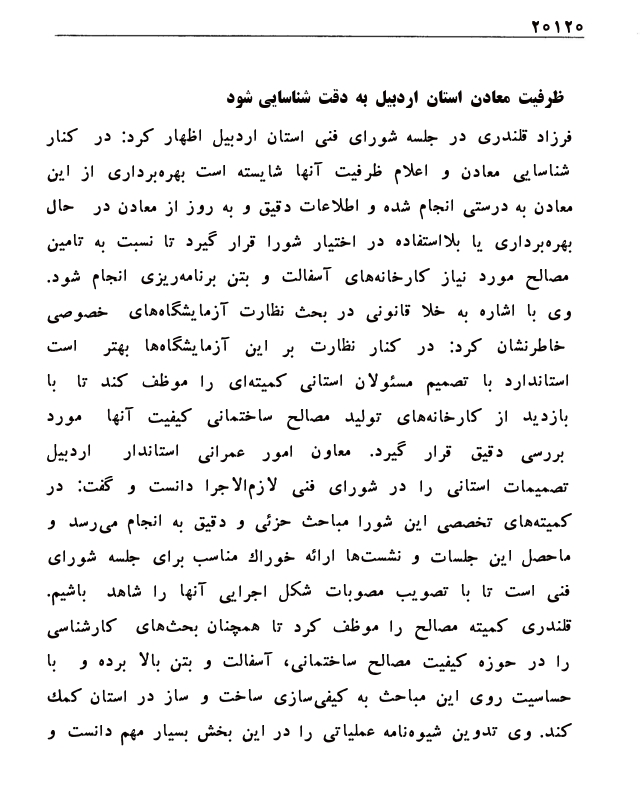 ۲۰۱۲۰
ظرفیت معادن استان اردبیل به دقت شناسایی شود
فرزاد قلندری در جلسه شورای فنی استان اردبیل اظهار کرد: در کنار
شناسایی معادن و اعلام ظرفیت آنها شایسته است بهره‌برداری از این
معادن به درستی انجام شده و اطلاعات دقیق و به روز از معادن در حال
بهره‌برداری یا بلااستفاده در اختیار شورا قرار گیرد تا نسبت به تامین
مصالح مورد نیاز کارخانه‌های آسفالت و بتن برنامه‌ریزی انجام شود.
وی با اشاره به خلا قانونی در بحث نظارت آزمایشگاه‌های خصوصی
خاطرنشان کرد: در کنار نظارت بر این آزمایشگاه‌ها بهتر است
استاندارد با تصمیم مسئولان استانی کمیته‌ای را موظف کند تا با
بازدید از کارخانه‌های تولید مصالح ساختمانی کیفیت آنها مورد
بررسی دقیق قرار گیرد. معاون امور عمرانی استاندار اردبیل
تصمیمات استانی را در شورای فنی لازم‌الاجرا دانست و گفت: در
کمیته‌های تخصصی این شورا مباحث جزئی و دقیق به انجام می‌رسد و
ماحصل این جلسات و نشست‌ها ارائه خوراك مناسب برای جلسه شورای
فنی است تا با تصویب مصوبات شکل اجرایی آنها را شاهد باشیم.
قلندری کمیته مصالح را موظف کرد تا همچنان بحث‌های کارشناسی
را در حوزه کیفیت مصالح ساختمانی، آسفالت و بتن بالا برده و با
حساسیت روی این مباحث به کیفی‌سازی ساخت و ساز در استان کمك
کند. وی تدوین شیوه‌نامه عملیاتی را در این بخش بسیار مهم دانست و